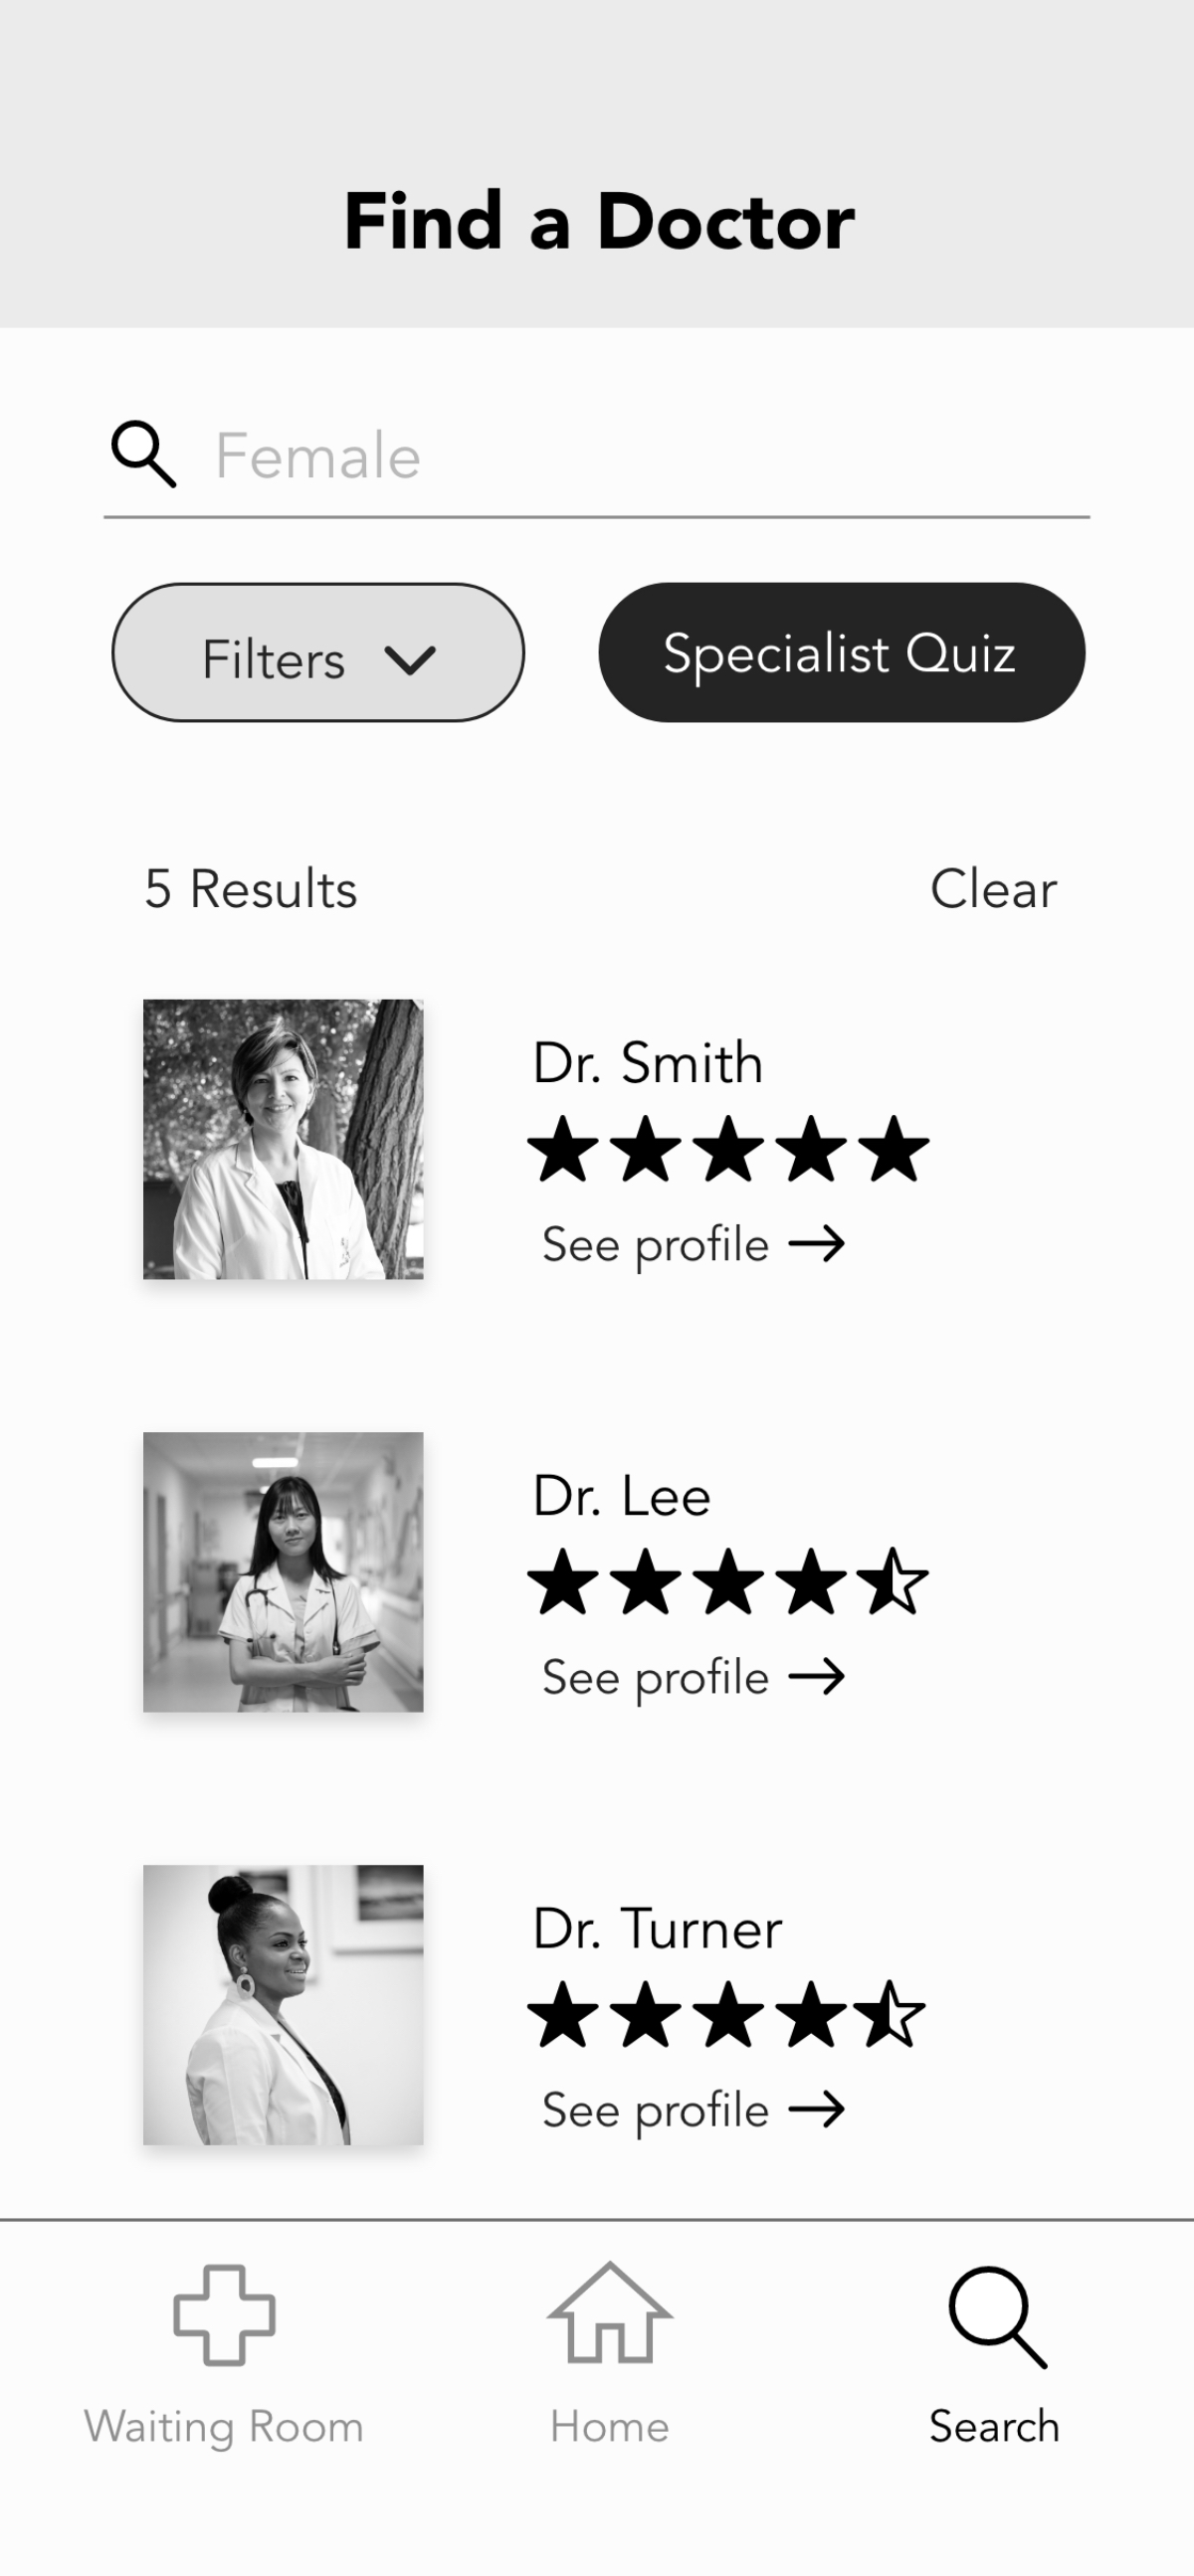 Find a Doctor
Female
Filters
Specialist Quiz
5 Results
Clear
Dr. Smith
See profile
Dr. Lee
See profile
Dr. Turner
See profile
Waiting Room
Home
Search